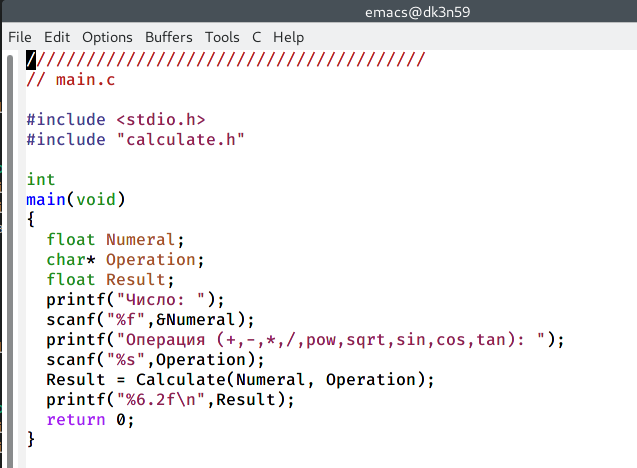 emacs@dk3n59
File Edit Options Buffers Tools C Help
////////////////////////////////////////
// main.c
#include <stdio.h>
#include "calculate.h"
int
main(void)
{
float Numeral;
char* Operation;
float Result;
printf("Число: ");
scanf("%f",&Numeral);
printf("Операция (+,-,*,/,pow,sqrt,sin,cos,tan): ");
scanf("%s",Operation);
Result = Calculate(Numeral, Operation);
printf("%6.2f\n",Result);
return 0;
}